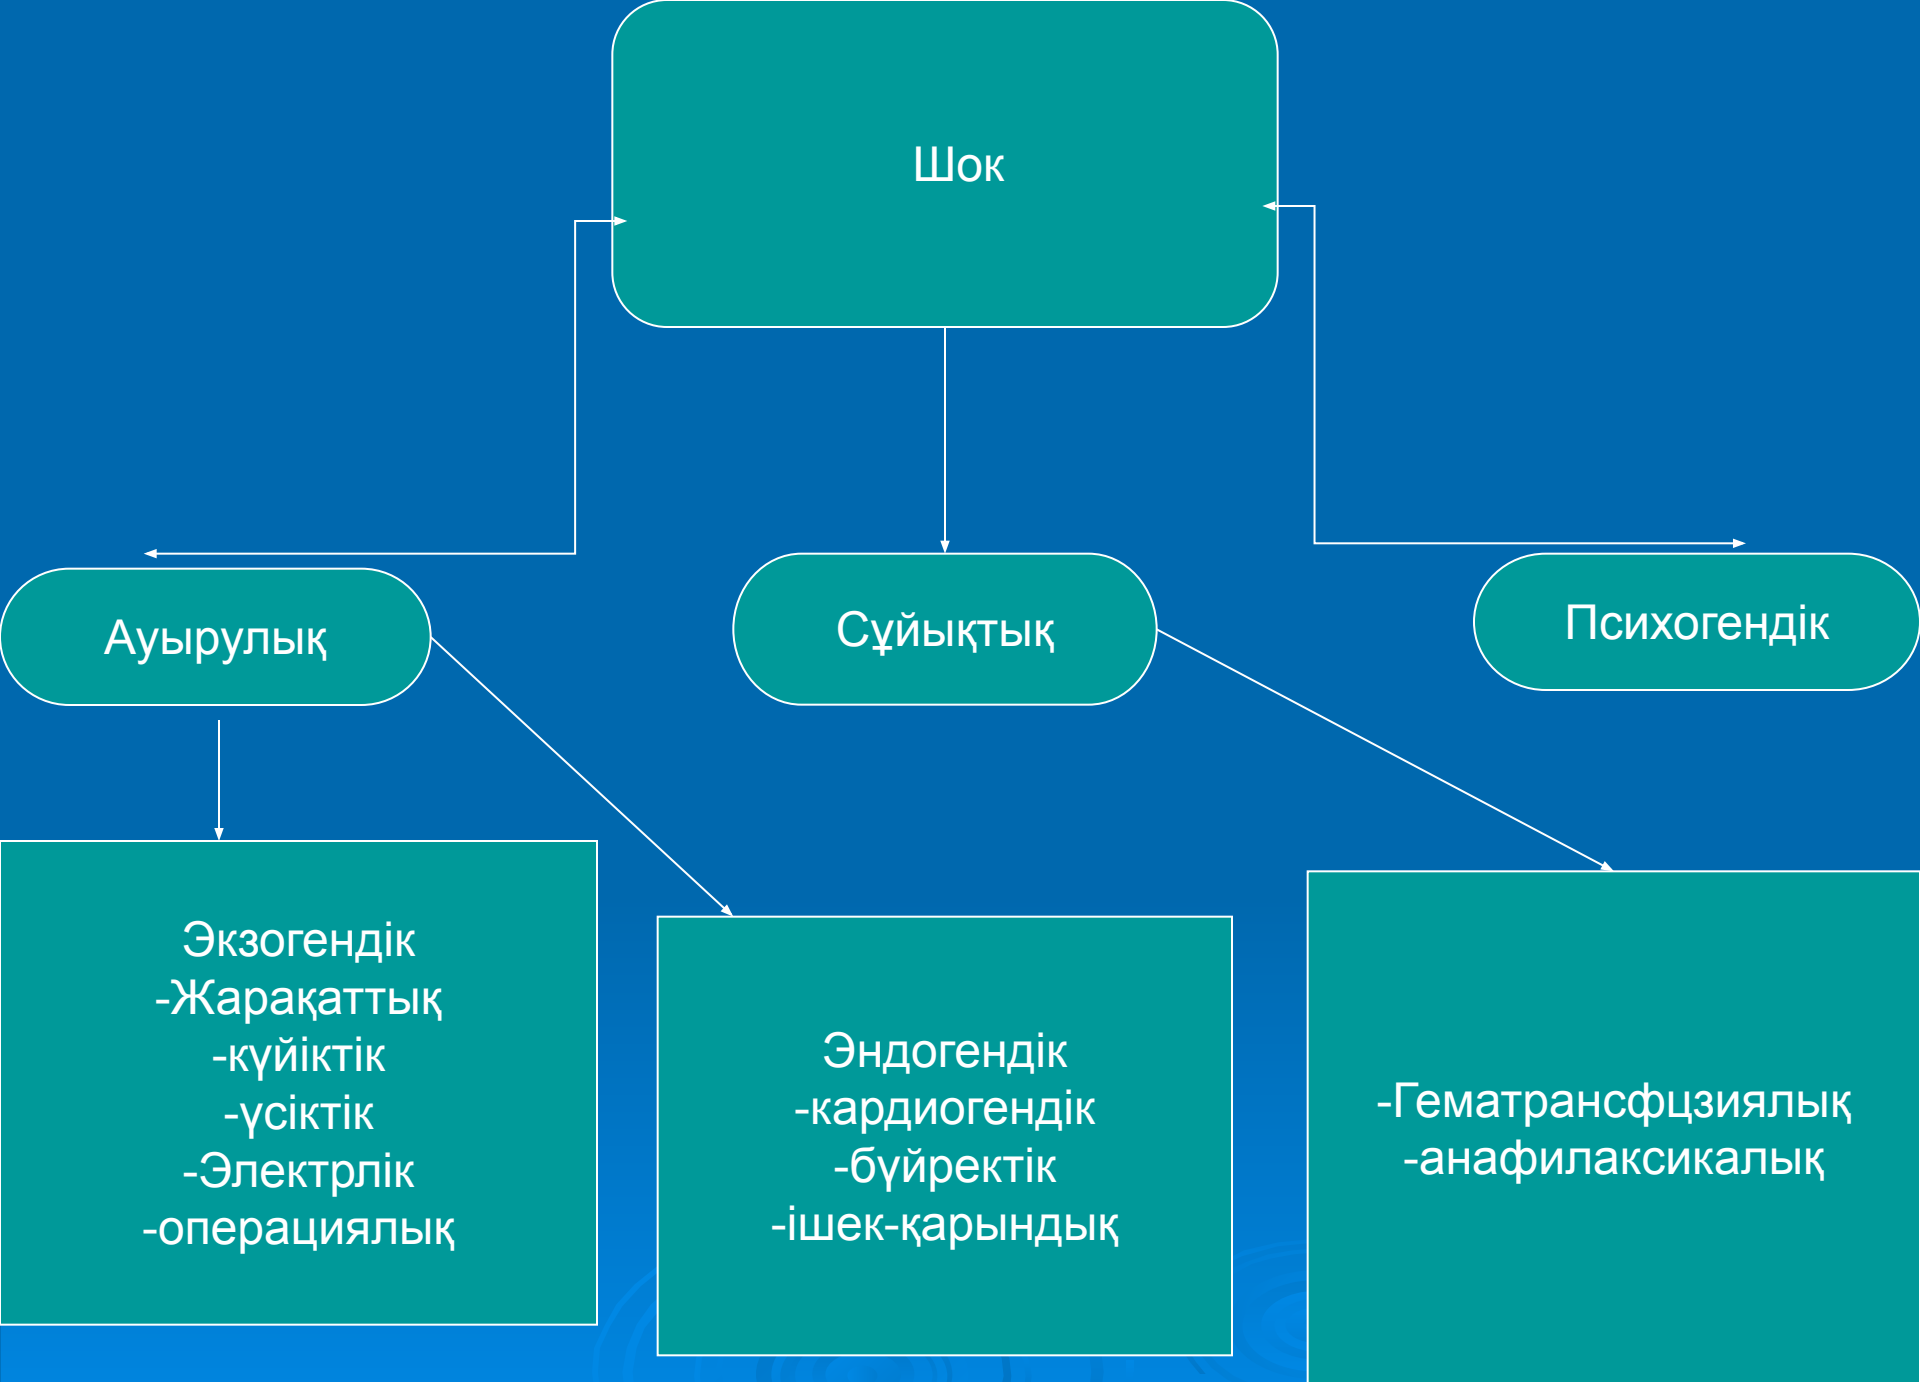 Шок
Ауырулық
Сұйықтық
Психогендік
Экзогендік
-Жарақаттық
-күйіктік
-үсіктік
-Электрлік
-операциялық
Эндогендік
-кардиогендік
-бүйректік
-ішек-қарындық
-Гематрансфцзиялық
-анафилаксикалық